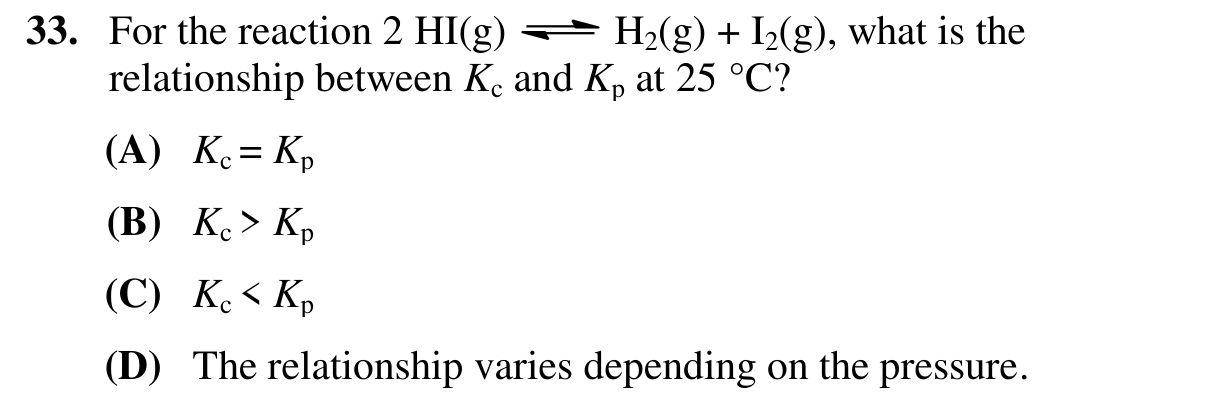 33. For the reaction 2 HI(g) ⇌ H₂(g) + I₂(g), what is the
relationship between K_c and K_p at 25 °C?
(A) K_c = K_p
(B) K_c > K_p
(C) K_c < K_p
(D) The relationship varies depending on the pressure.